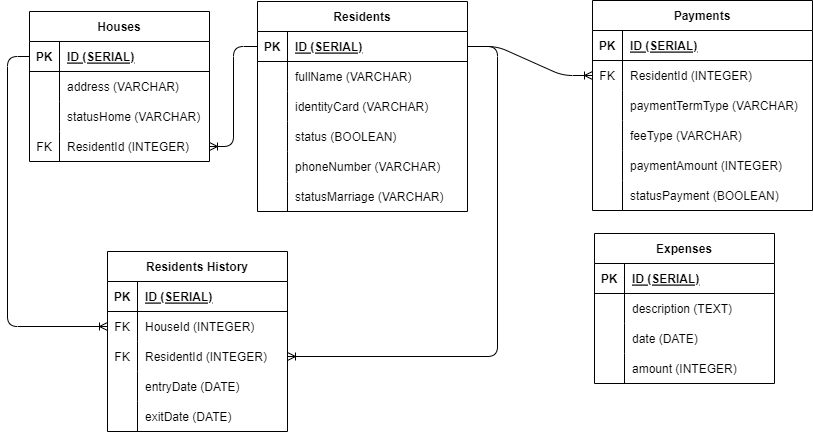 Houses
PK ID (SERIAL)
address (VARCHAR)
statusHome (VARCHAR)
FK ResidentId (INTEGER)
Residents
PK ID (SERIAL)
fullName (VARCHAR)
identityCard (VARCHAR)
status (BOOLEAN)
phoneNumber (VARCHAR)
statusMarriage (VARCHAR)
Payments
PK ID (SERIAL)
FK ResidentId (INTEGER)
paymentTermType (VARCHAR)
feeType (VARCHAR)
paymentAmount (INTEGER)
statusPayment (BOOLEAN)
Residents History
PK ID (SERIAL)
FK HouseId (INTEGER)
FK ResidentId (INTEGER)
entryDate (DATE)
exitDate (DATE)
Expenses
PK ID (SERIAL)
description (TEXT)
date (DATE)
amount (INTEGER)